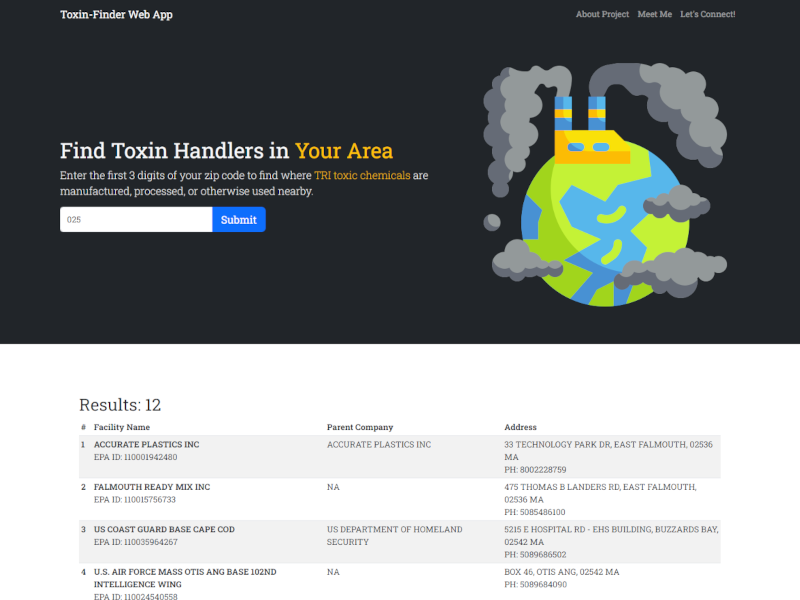 Toxin-Finder Web App
About Project Meet Me Let's Connect!
Find Toxin Handlers in Your Area
Enter the first 3 digits of your zip code to find where TRI toxic chemicals are
manufactured, processed, or otherwise used nearby.
025 Submit
Results: 12
# Facility Name Parent Company Address
1 ACCURATE PLASTICS INC ACCURATE PLASTICS INC 33 TECHNOLOGY PARK DR, EAST FALMOUTH, 02536
EPA ID: 110001942480 MA
PH: 8002228759
2 FALMOUTH READY MIX INC NA 475 THOMAS B LANDERS RD, EAST FALMOUTH,
EPA ID: 110015756733 02536 MA
PH: 5085486100
3 US COAST GUARD BASE CAPE COD US DEPARTMENT OF HOMELAND 5215 E HOSPITAL RD - EHS BUILDING, BUZZARDS BAY,
EPA ID: 110035964267 SECURITY 02542 MA
PH: 5089686502
4 U.S. AIR FORCE MASS OTIS ANG BASE 102ND NA BOX 46, OTIS ANG, 02542 MA
INTELLIGENCE WING PH: 5089684090
EPA ID: 110024540558